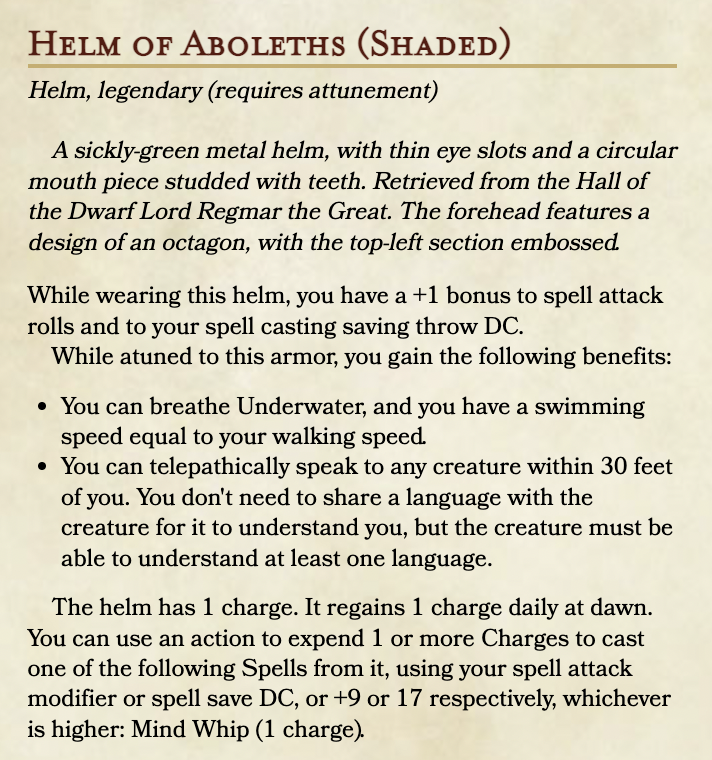 Helm of Aboleths (Shaded)
Helm, legendary (requires attunement)
A sickly-green metal helm, with thin eye slots and a circular
mouth piece studded with teeth. Retrieved from the Hall of
the Dwarf Lord Regmar the Great. The forehead features a
design of an octagon, with the top-left section embossed.
While wearing this helm, you have a +1 bonus to spell attack
rolls and to your spell casting saving throw DC.
While atuned to this armor, you gain the following benefits:
• You can breathe Underwater, and you have a swimming
speed equal to your walking speed.
• You can telepathically speak to any creature within 30 feet
of you. You don't need to share a language with the
creature for it to understand you, but the creature must be
able to understand at least one language.
The helm has 1 charge. It regains 1 charge daily at dawn.
You can use an action to expend 1 or more Charges to cast
one of the following Spells from it, using your spell attack
modifier or spell save DC, or +9 or 17 respectively, whichever
is higher: Mind Whip (1 charge).